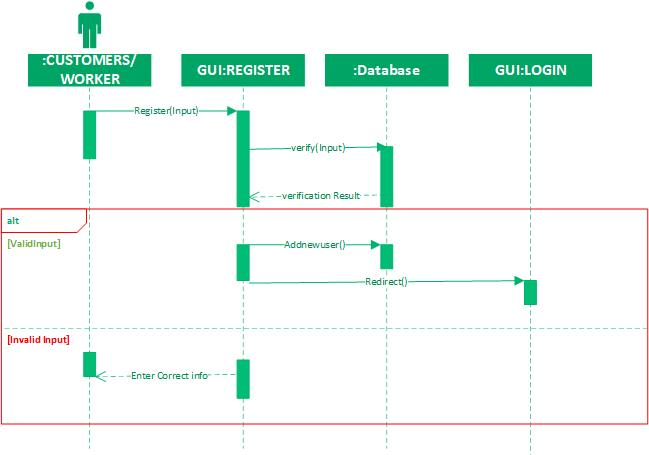 :CUSTOMERS/
WORKER
GUI:REGISTER
:Database
GUI:LOGIN
Register(Input)
verify(Input)
verification Result
alt
[ValidInput]
Addnewuser()
Redirect()
[Invalid Input]
Enter Correct info